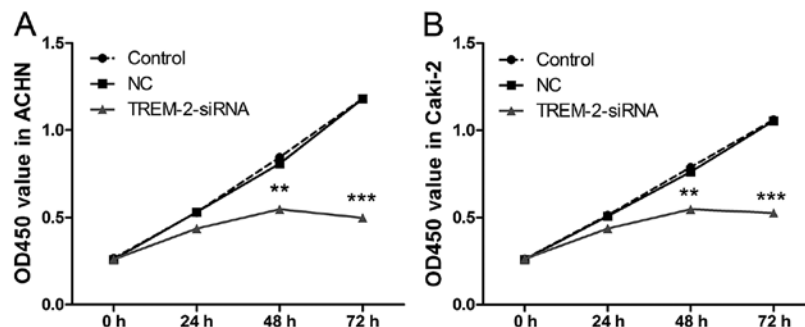 A
OD450 value in ACHN
1.5
1.0
0.5
0.0
Control
NC
TREM-2-siRNA
**
***
0 h 24 h 48 h 72 h
B
OD450 value in Caki-2
1.5
1.0
0.5
0.0
Control
NC
TREM-2-siRNA
**
***
0 h 24 h 48 h 72 h